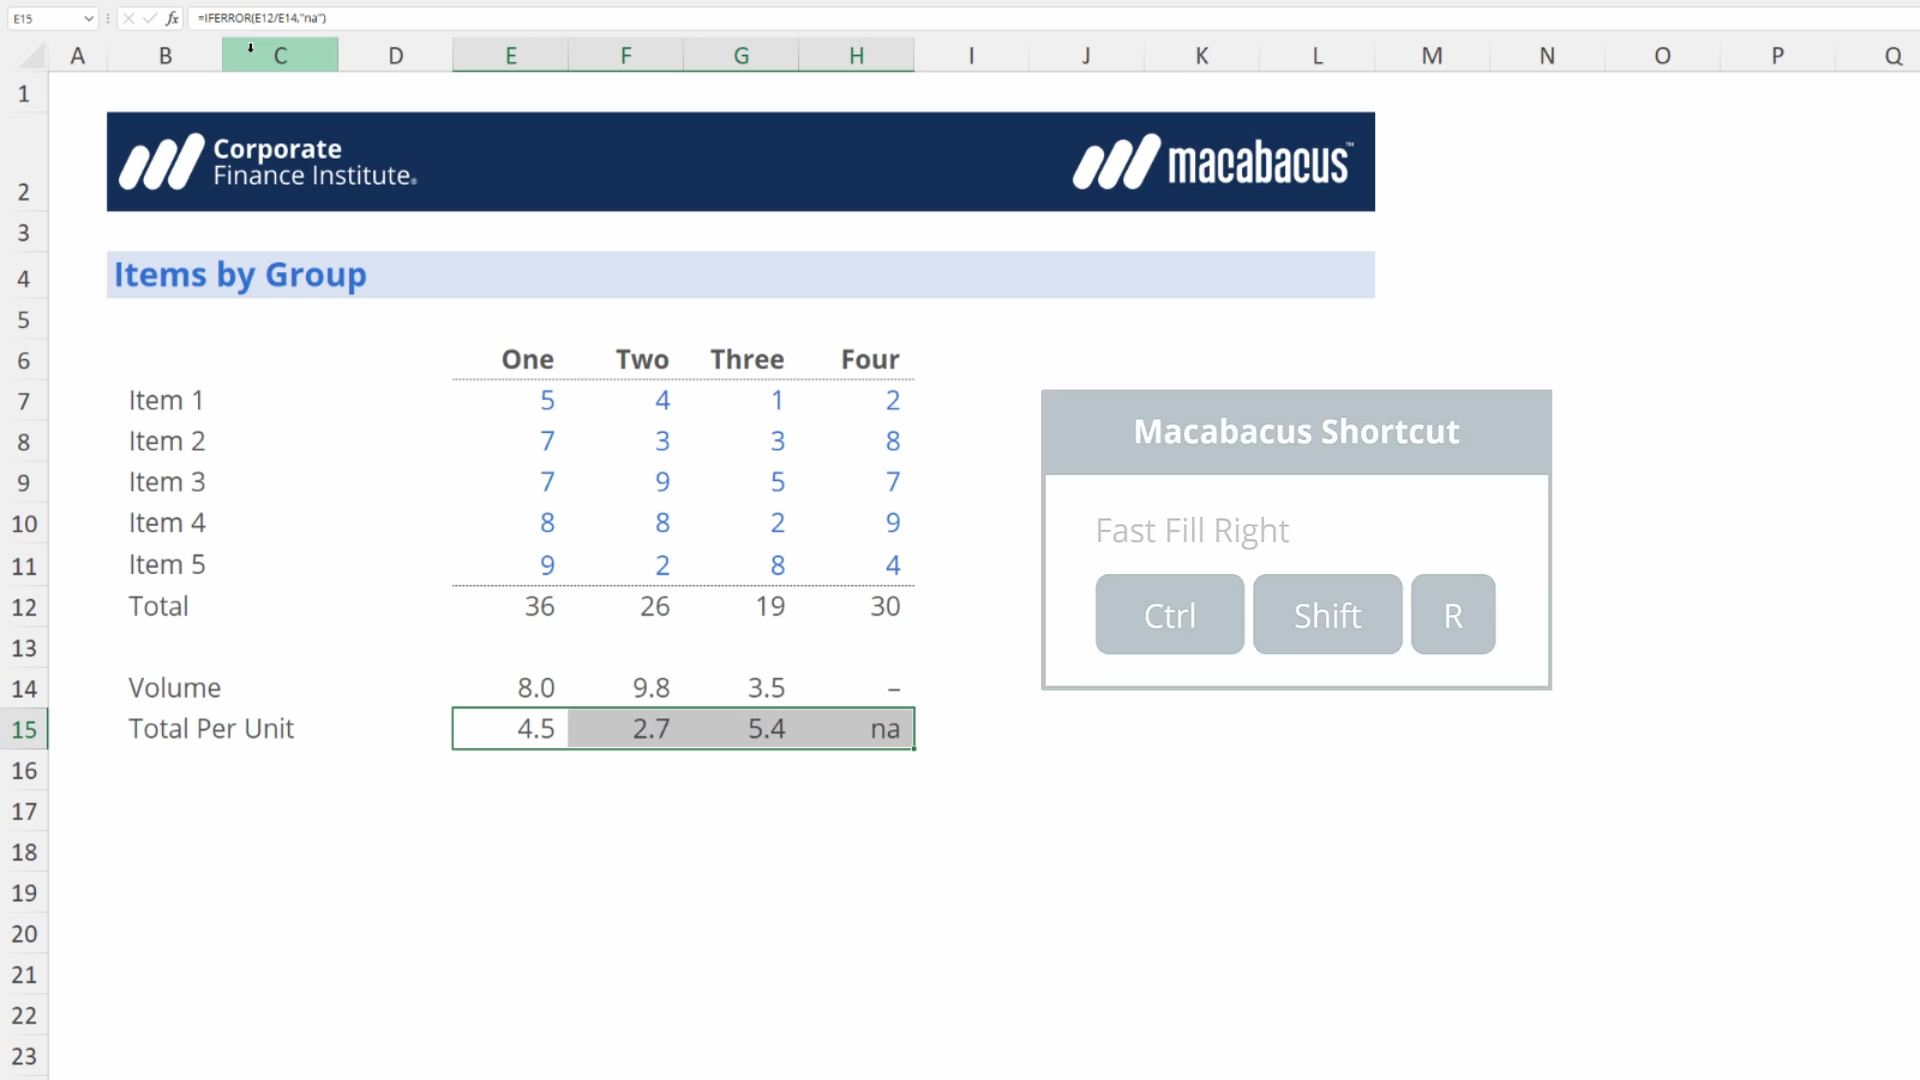 E15 =IFERROR(E12/E14,"na")
A B C D E F G H I J K L M N O P Q
1
2 Corporate
Finance Institute® macabacus™
3
4 Items by Group
5
6 One Two Three Four
7 Item 1 5 4 1 2
8 Item 2 7 3 3 8
9 Item 3 7 9 5 7
10 Item 4 8 8 2 9
11 Item 5 9 2 8 4
12 Total 36 26 19 30
13
14 Volume 8.0 9.8 3.5 –
15 Total Per Unit 4.5 2.7 5.4 na
16
17
18
19
20
21
22
23
Macabacus Shortcut
Fast Fill Right
Ctrl Shift R